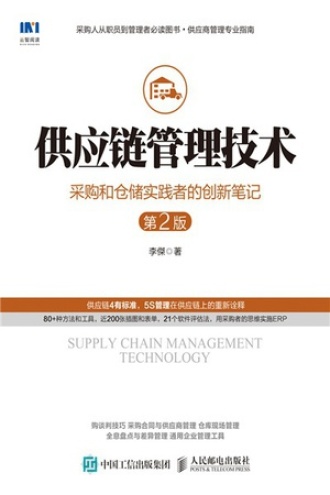 云智阅读
采购人从职员到管理者必读图书·供应商管理专业指南
供应链管理技术
采购和仓储实践者的创新笔记
第2版
李傑 著
供应链4有标准,5S管理在供应链上的重新诠释
80+种方法和工具,近200张插图和表单,21个软件评估法,用采购者的思维实施ERP
SUPPLY CHAIN MANAGEMENT
TECHNOLOGY
购谈判技巧 采购合同与供应商管理 仓库现场管理
全意盘点与差异管理 通用企业管理工具
中国工信出版集团 人民邮电出版社
POSTS & TELECOM PRESS